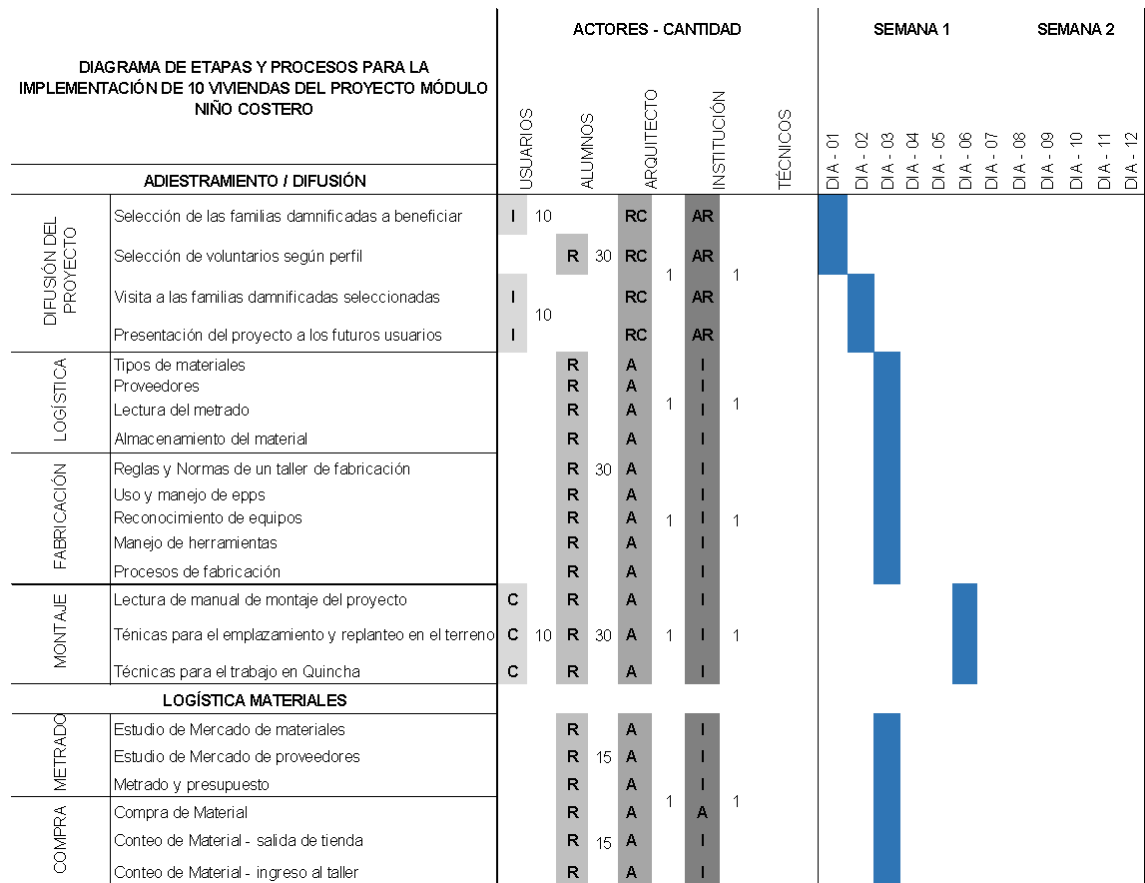 ACTORES - CANTIDAD
SEMANA 1 SEMANA 2
DIAGRAMA DE ETAPAS Y PROCESOS PARA LA
IMPLEMENTACIÓN DE 10 VIVIENDAS DEL PROYECTO MÓDULO
NIÑO COSTERO
USUARIOS ALUMNOS ARQUITECTO INSTITUCIÓN TÉCNICOS DIA - 01 DIA - 02 DIA - 03 DIA - 04 DIA - 05 DIA - 06 DIA - 07 DIA - 08 DIA - 09 DIA - 10 DIA - 11 DIA - 12
ADIESTRAMIENTO / DIFUSIÓN
DIFUSIÓN DEL
PROYECTO
Selección de las familias damnificadas a beneficiar I 10 RC AR
Selección de voluntarios según perfil R 30 RC AR
1 1
Visita a las familias damnificadas seleccionadas I RC AR
10
Presentación del proyecto a los futuros usuarios I RC AR
LOGÍSTICA
Tipos de materiales R A I
Proveedores R A I
Lectura del metrado R A 1 I 1
Almacenamiento del material R A I
FABRICACIÓN
Reglas y Normas de un taller de fabricación R 30 A I
Uso y manejo de epps R A I
Reconocimiento de equipos R A 1 I 1
Manejo de herramientas R A I
Procesos de fabricación R A I
MONTAJE
Lectura de manual de montaje del proyecto C R A I
Ténicas para el emplazamiento y replanteo en el terreno C 10 R 30 A 1 I 1
Técnicas para el trabajo en Quincha C R A I
LOGÍSTICA MATERIALES
METRADO
Estudio de Mercado de materiales R A I
Estudio de Mercado de proveedores R 15 A I
Metrado y presupuesto R A I
1 1
COMPRA
Compra de Material R A A
Conteo de Material - salida de tienda R 15 A I
Conteo de Material - ingreso al taller R A I